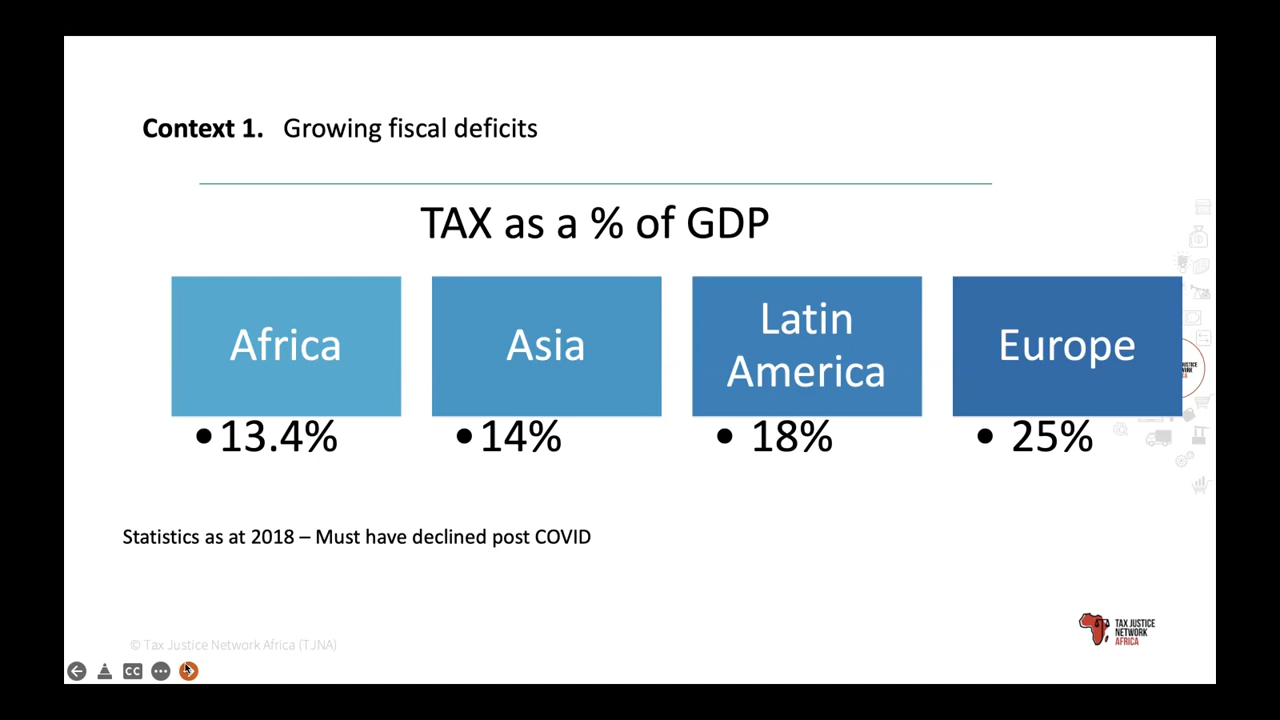 Context 1. Growing fiscal deficits
TAX as a % of GDP
Africa
•13.4%
Asia
•14%
Latin
America
• 18%
Europe
• 25%
Statistics as at 2018 – Must have declined post COVID
© Tax Justice Network Africa (TJNA)
TAX JUSTICE
NETWORK
AFRICA
CC